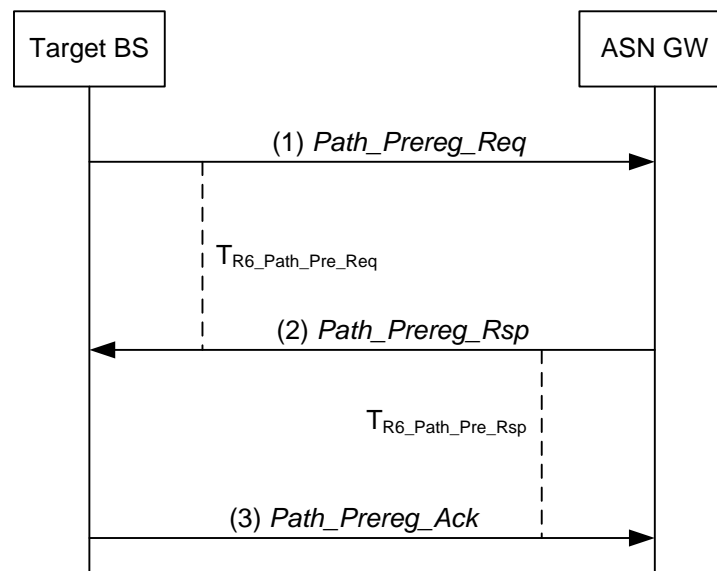 Target BS
ASN GW
(1) Path_Prereg_Req
TR6_Path_Pre_Req
(2) Path_Prereg_Rsp
TR6_Path_Pre_Rsp
(3) Path_Prereg_Ack